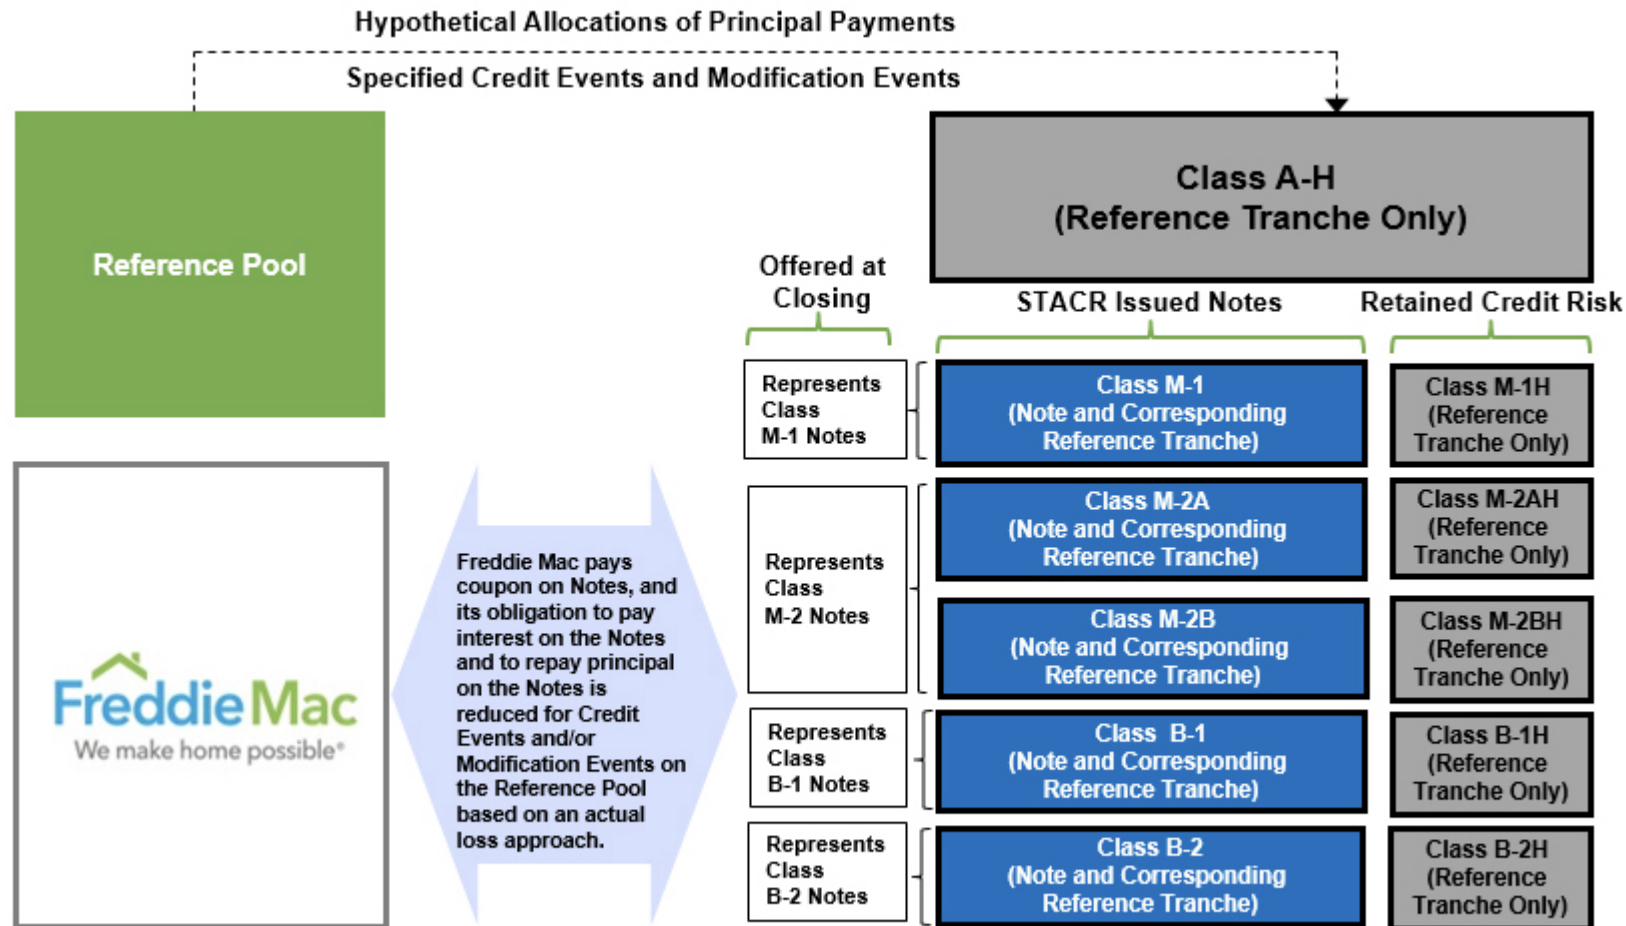 Hypothetical Allocations of Principal Payments
Specified Credit Events and Modification Events
Reference Pool
Class A-H
(Reference Tranche Only)
Offered at
Closing
STACR Issued Notes
Retained Credit Risk
Represents
Class
M-1 Notes
Class M-1
(Note and Corresponding
Reference Tranche)
Class M-1H
(Reference
Tranche Only)
Freddie Mac
We make home possible®
Freddie Mac pays
coupon on Notes, and
its obligation to pay
interest on the Notes
and to repay principal
on the Notes is
reduced for Credit
Events and/or
Modification Events on
the Reference Pool
based on an actual
loss approach.
Represents
Class
M-2 Notes
Class M-2A
(Note and Corresponding
Reference Tranche)
Class M-2AH
(Reference
Tranche Only)
Class M-2B
(Note and Corresponding
Reference Tranche)
Class M-2BH
(Reference
Tranche Only)
Represents
Class
B-1 Notes
Class B-1
(Note and Corresponding
Reference Tranche)
Class B-1H
(Reference
Tranche Only)
Represents
Class
B-2 Notes
Class B-2
(Note and Corresponding
Reference Tranche)
Class B-2H
(Reference
Tranche Only)